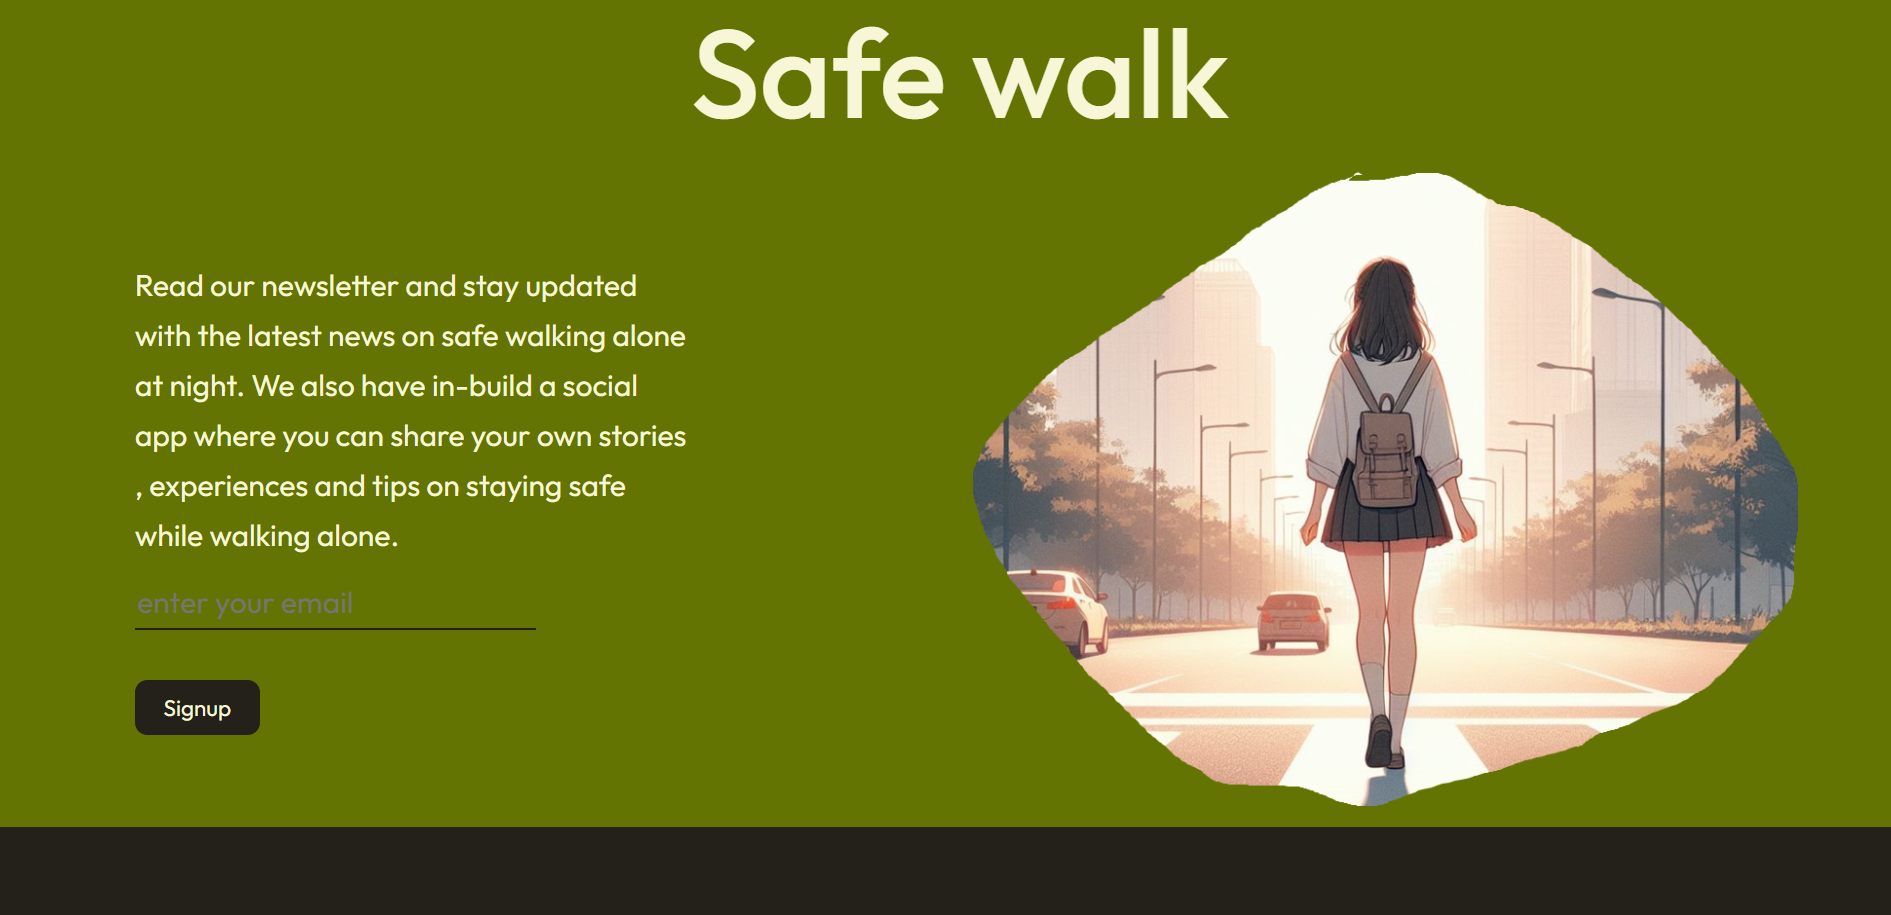 Safe walk
Read our newsletter and stay updated
with the latest news on safe walking alone
at night. We also have in-build a social
app where you can share your own stories
, experiences and tips on staying safe
while walking alone.
enter your email
Signup